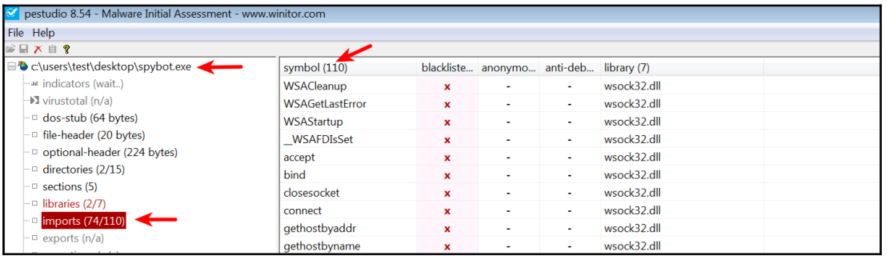 pestudio 8.54 - Malware Initial Assessment - www.winitor.com
File Help
c:\users\test\desktop\spybot.exe
indicators (wait..)
virustotal (n/a)
dos-stub (64 bytes)
file-header (20 bytes)
optional-header (224 bytes)
directories (2/15)
sections (5)
libraries (2/7)
imports (74/110)
exports (n/a)
symbol (110) blackliste... anonymo... anti-deb... library (7)
WSACleanup x - - wsock32.dll
WSAGetLastError x - - wsock32.dll
WSAStartup x - - wsock32.dll
__WSAFDIsSet x - - wsock32.dll
accept x - - wsock32.dll
bind x - - wsock32.dll
closesocket x - - wsock32.dll
connect x - - wsock32.dll
gethostbyaddr x - - wsock32.dll
gethostbyname x - - wsock32.dll